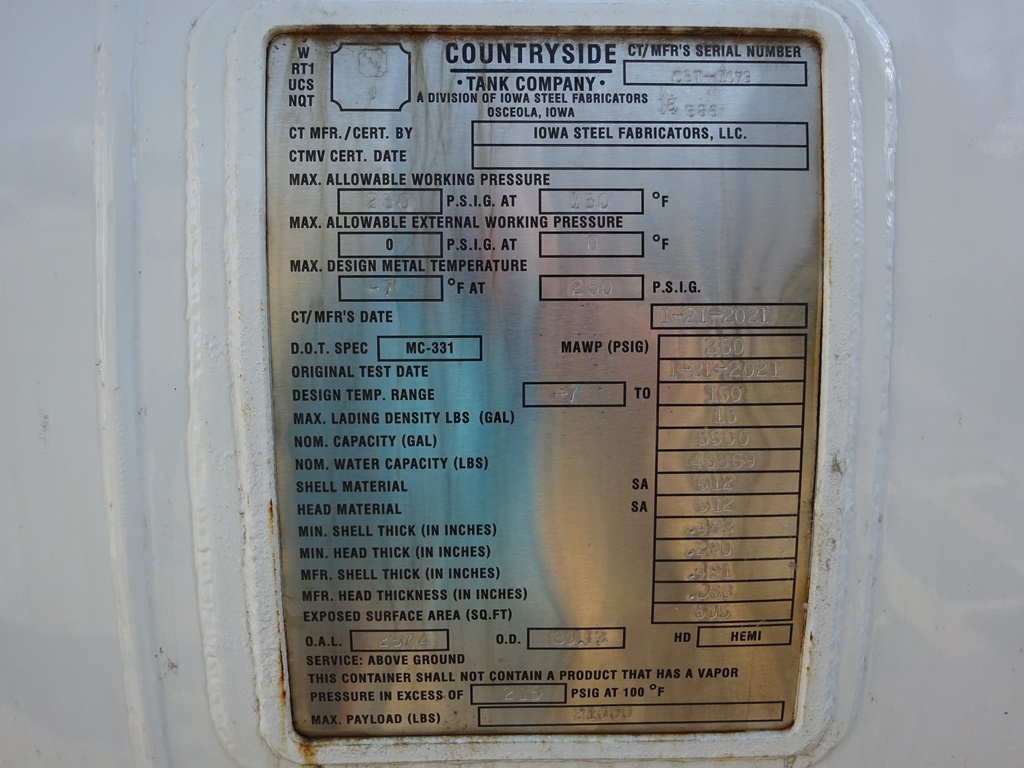 W
RT1
UCS
NQT
COUNTRYSIDE
TANK COMPANY
A DIVISION OF IOWA STEEL FABRICATORS
OSCEOLA, IOWA
CT/MFR'S SERIAL NUMBER
CT MFR./CERT. BY IOWA STEEL FABRICATORS, LLC.
CTMV CERT. DATE
MAX. ALLOWABLE WORKING PRESSURE
250 P.S.I.G. AT 150 °F
MAX. ALLOWABLE EXTERNAL WORKING PRESSURE
0 P.S.I.G. AT 0 °F
MAX. DESIGN METAL TEMPERATURE
-7 °F AT 250 P.S.I.G.
CT/MFR'S DATE 1-21-2021
D.O.T. SPEC MC-331 MAWP (PSIG) 250
ORIGINAL TEST DATE 1-21-2021
DESIGN TEMP. RANGE -7 TO 150
MAX. LADING DENSITY LBS (GAL)
NOM. CAPACITY (GAL) 5500
NOM. WATER CAPACITY (LBS)
SHELL MATERIAL SA 612
HEAD MATERIAL SA 612
MIN. SHELL THICK (IN INCHES)
MIN. HEAD THICK (IN INCHES)
MFR. SHELL THICK (IN INCHES)
MFR. HEAD THICKNESS (IN INCHES)
EXPOSED SURFACE AREA (SQ.FT)
O.A.L. O.D. HD HEMI
SERVICE: ABOVE GROUND
THIS CONTAINER SHALL NOT CONTAIN A PRODUCT THAT HAS A VAPOR
PRESSURE IN EXCESS OF 215 PSIG AT 100 °F
MAX. PAYLOAD (LBS)